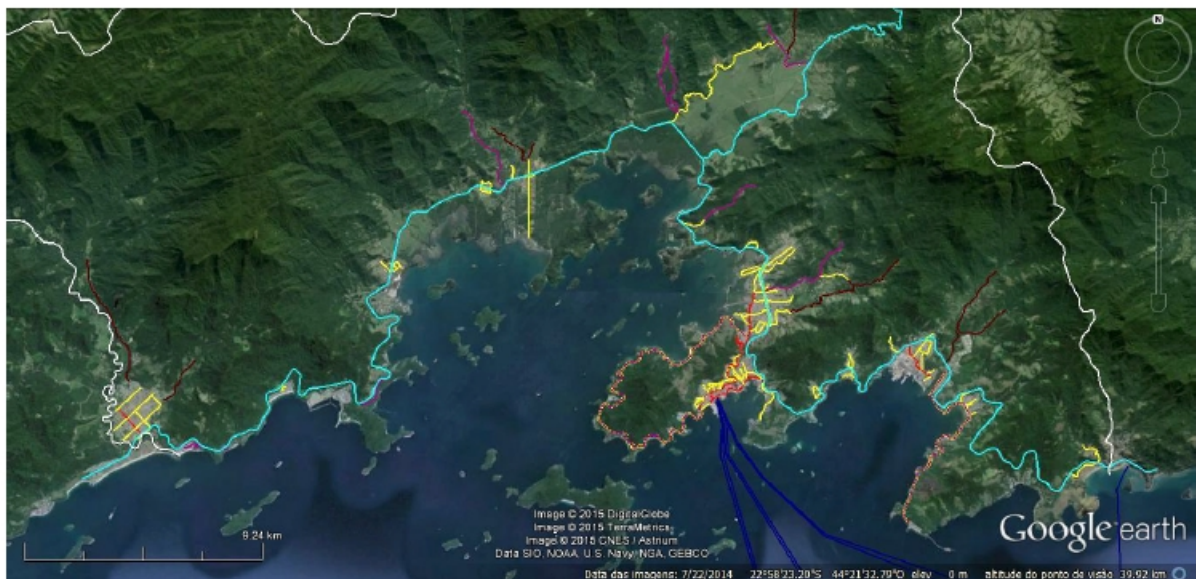 N
9.24 km
Image © 2015 DigitalGlobe
Image © 2015 TerraMetrics
Image © 2015 CNES / Astrium
Data SIO, NOAA, U.S. Navy, NGA, GEBCO
Google earth
Data das imagens: 7/22/2014 22°58'23.20"S 44°21'32.79"O elev 0 m altitude do ponto de visão 39.92 km